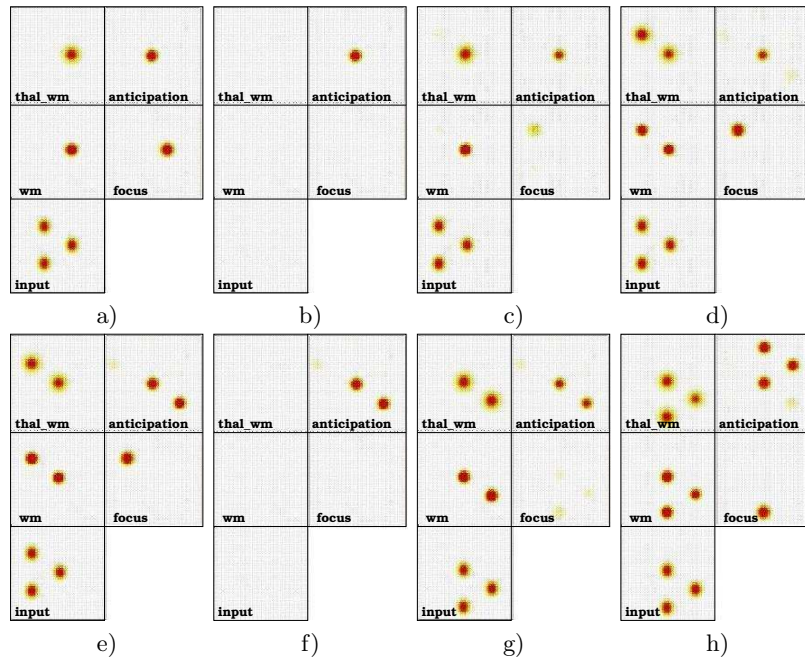 thal_wm anticipation thal_wm anticipation thal_wm anticipation thal_wm anticipation
wm focus wm focus wm focus wm focus
input input input input
a) b) c) d)
thal_wm anticipation thal_wm anticipation thal_wm anticipation thal_wm anticipation
wm focus wm focus wm focus wm focus
input input input input
e) f) g) h)